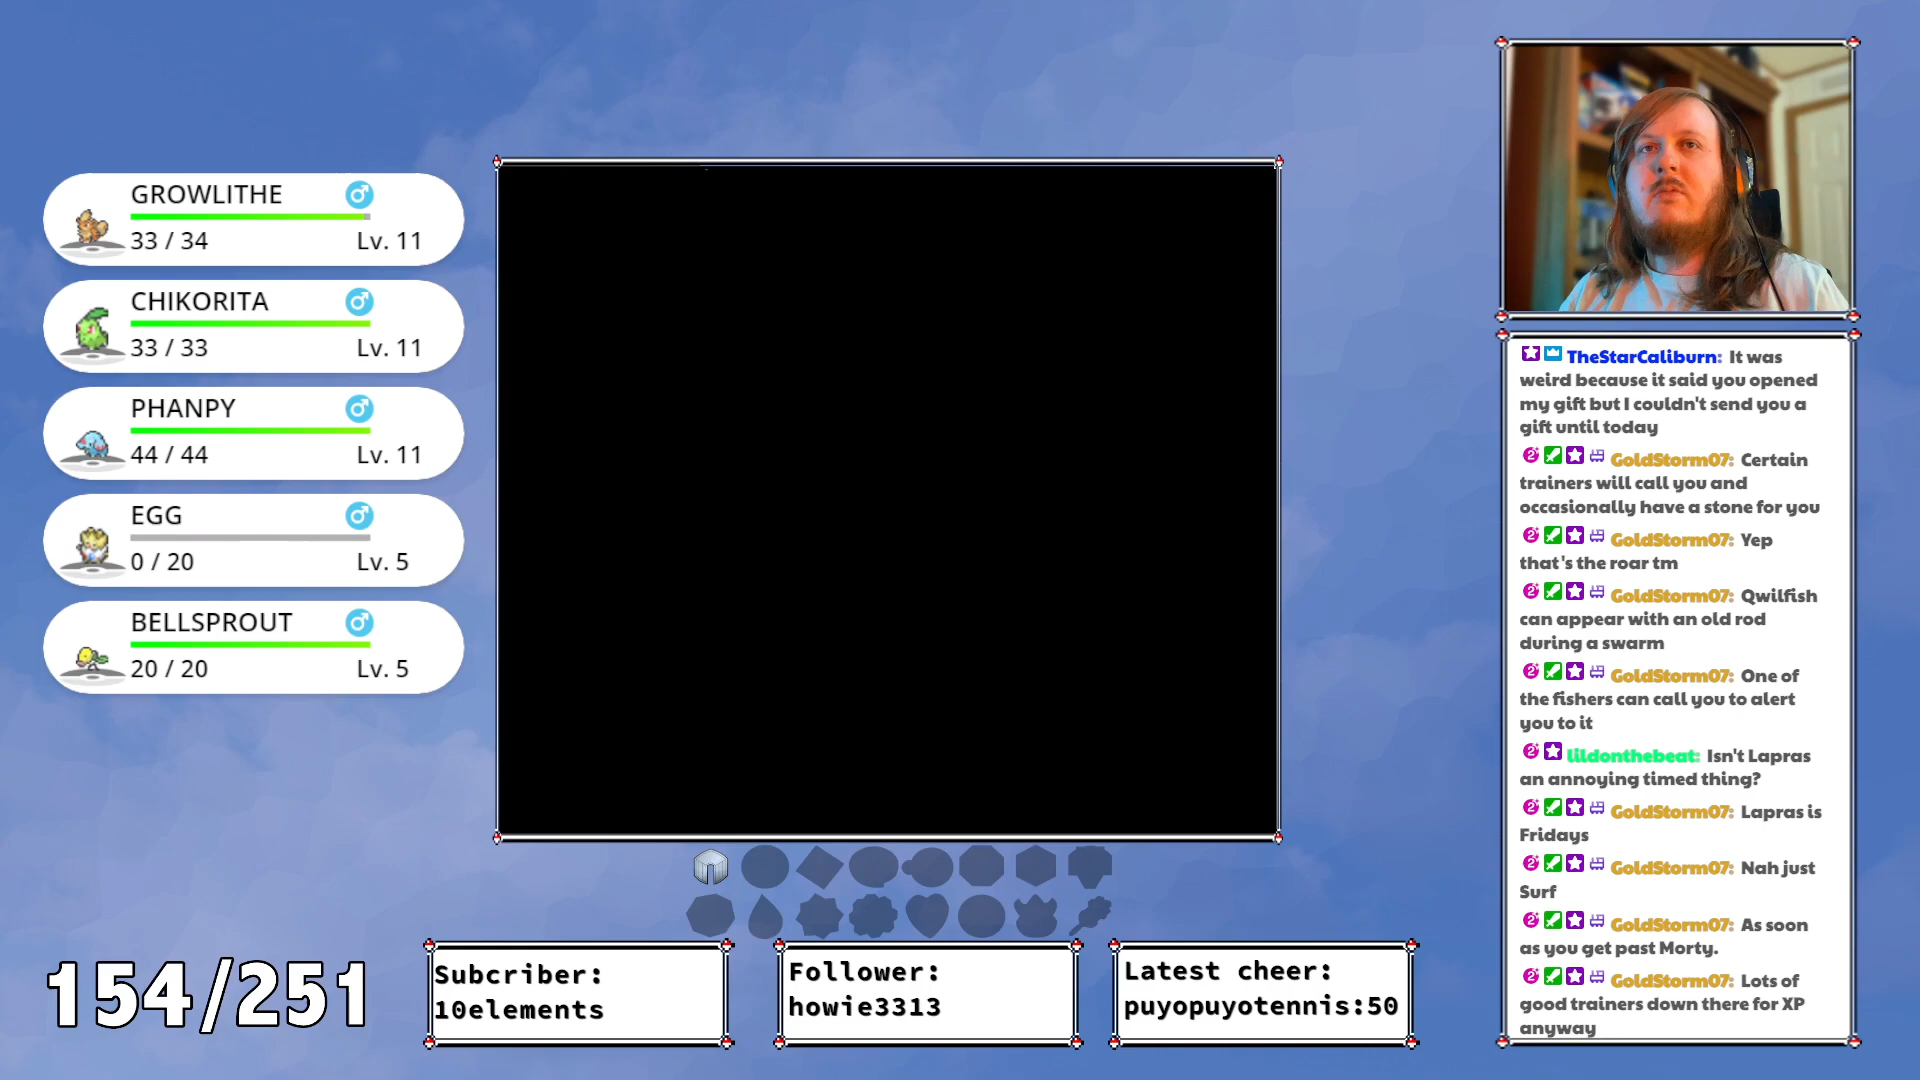 GROWLITHE
33 / 34 Lv. 11
CHIKORITA
33 / 33 Lv. 11
PHANPY
44 / 44 Lv. 11
EGG
0 / 20 Lv. 5
BELLSPROUT
20 / 20 Lv. 5
154/251
Subcriber:
10elements
Follower:
howie3313
Latest cheer:
puyopuyotennis:50
TheStarCaliburn: It was
weird because it said you opened
my gift but I couldn't send you a
gift until today
GoldStorm07: Certain
trainers will call you and
occasionally have a stone for you
GoldStorm07: Yep
that's the roar tm
GoldStorm07: Qwilfish
can appear with an old rod
during a swarm
GoldStorm07: One of
the fishers can call you to alert
you to it
lildonthebeat: Isn't Lapras
an annoying timed thing?
GoldStorm07: Lapras is
Fridays
GoldStorm07: Nah just
Surf
GoldStorm07: As soon
as you get past Morty.
GoldStorm07: Lots of
good trainers down there for XP
anyway